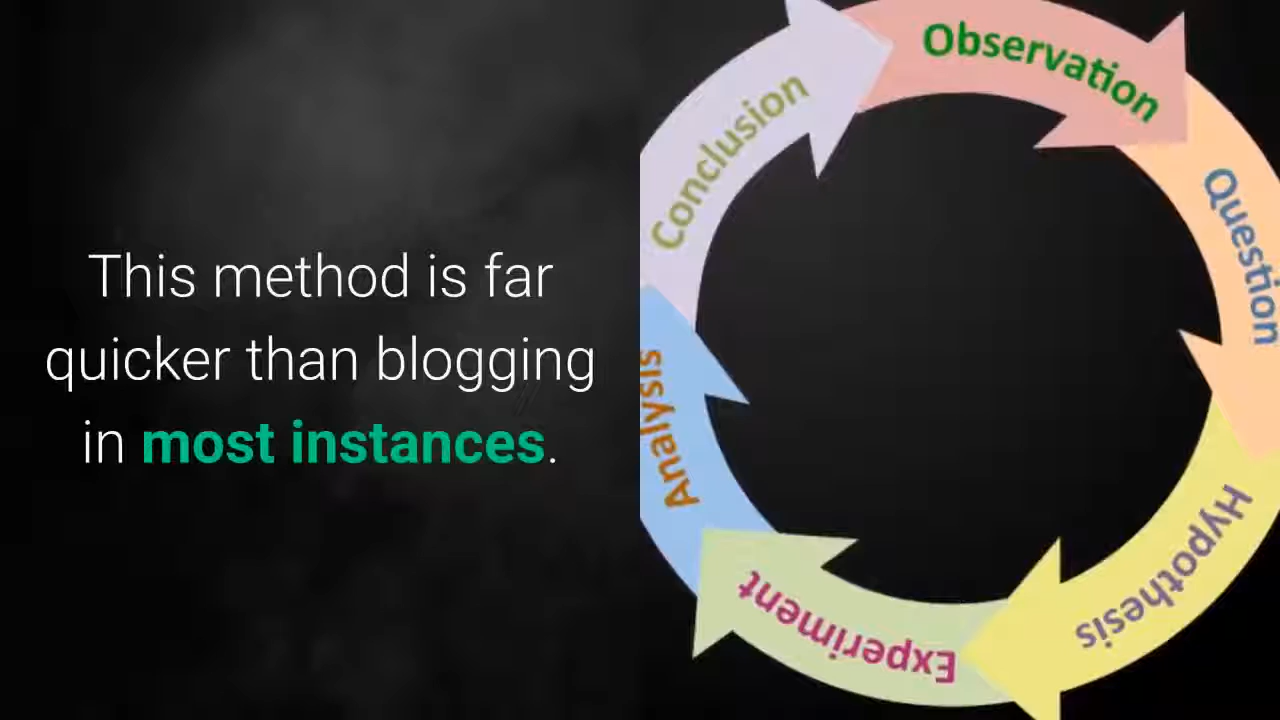 This method is far
quicker than blogging
in most instances.
Observation
Question
Hypothesis
Experiment
Analysis
Conclusion